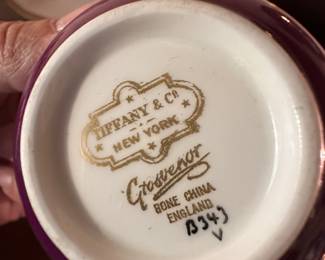 TIFFANY & Co
NEW YORK
Grosvenor
BONE CHINA
ENGLAND
B343
V